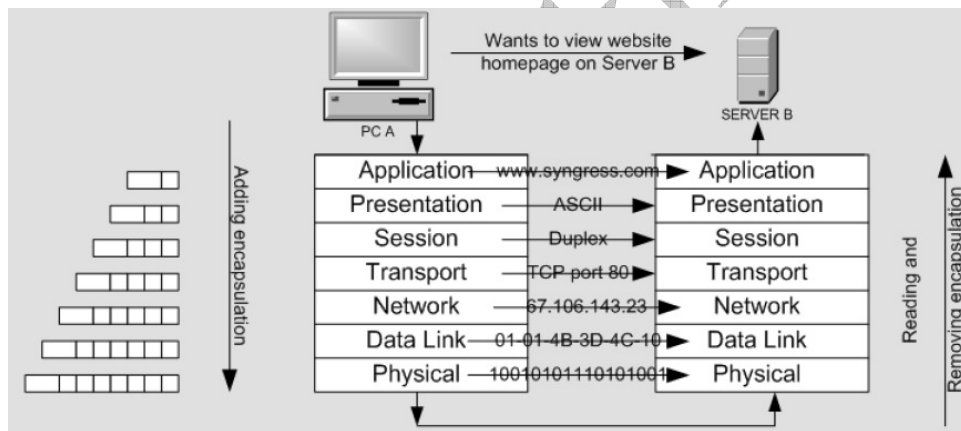 Wants to view website
homepage on Server B
PC A
SERVER B
Adding encapsulation
Application
www.syngress.com
Application
Presentation
ASCII
Presentation
Session
Duplex
Session
Transport
TCP port 80
Transport
Network
67.106.143.23
Network
Data Link
01-01-4B-3D-4C-10
Data Link
Physical
10010101110101001
Physical
Reading and
Removing encapsulation